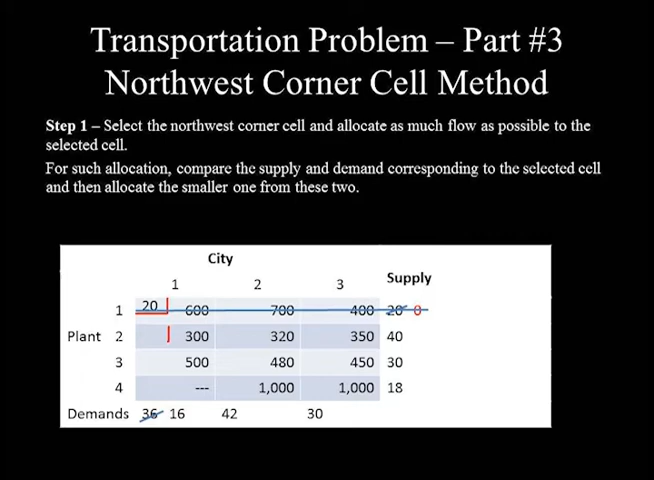 Transportation Problem – Part #3
Northwest Corner Cell Method
Step 1 – Select the northwest corner cell and allocate as much flow as possible to the
selected cell.
For such allocation, compare the supply and demand corresponding to the selected cell
and then allocate the smaller one from these two.
City
1 2 3 Supply
1 20 600 700 400 20 0
Plant 2 300 320 350 40
3 500 480 450 30
4 --- 1,000 1,000 18
Demands 36 16 42 30